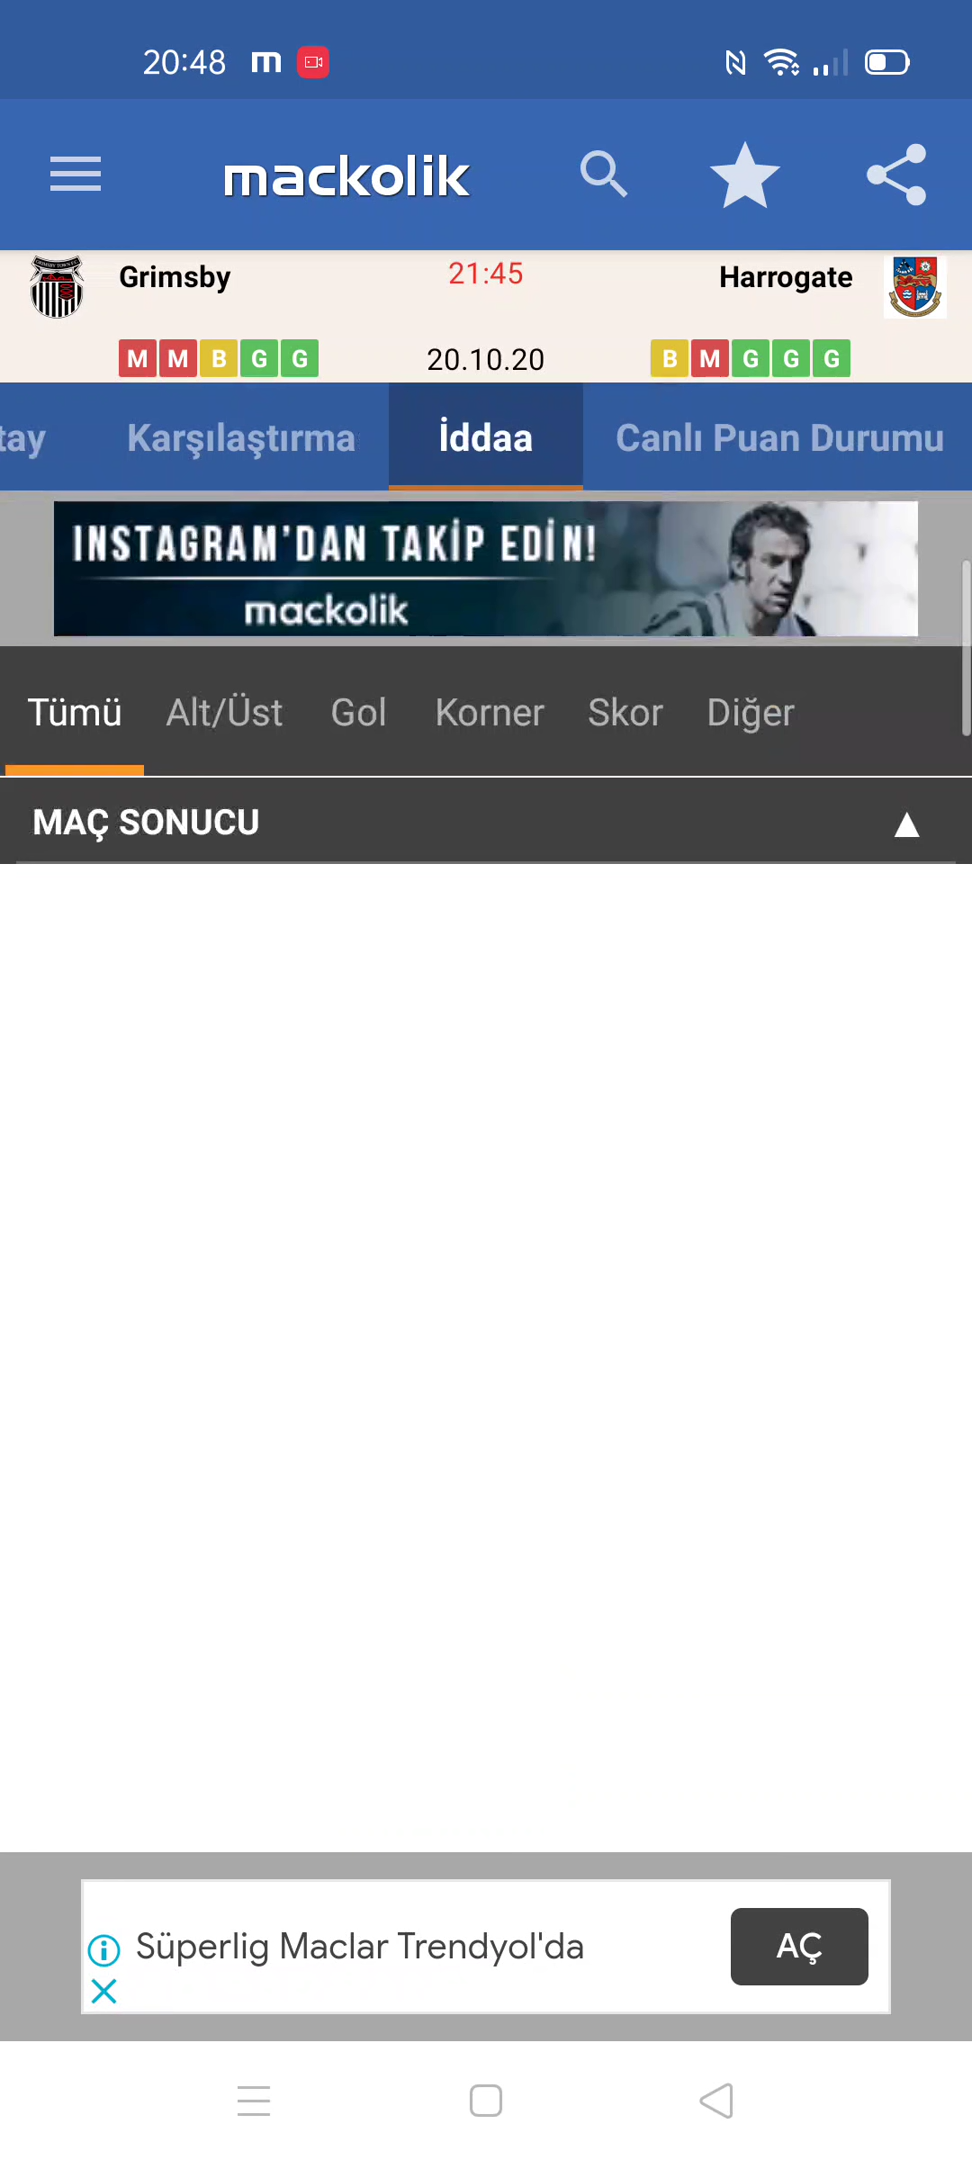 20:48 m
mackolik
Grimsby 21:45 Harrogate
M M B G G 20.10.20 B M G G G
tay Karşılaştırma İddaa Canlı Puan Durumu
INSTAGRAM'DAN TAKİP EDİN!
mackolik
Tümü Alt/Üst Gol Korner Skor Diğer
MAÇ SONUCU
Süperlig Maclar Trendyol'da AÇ